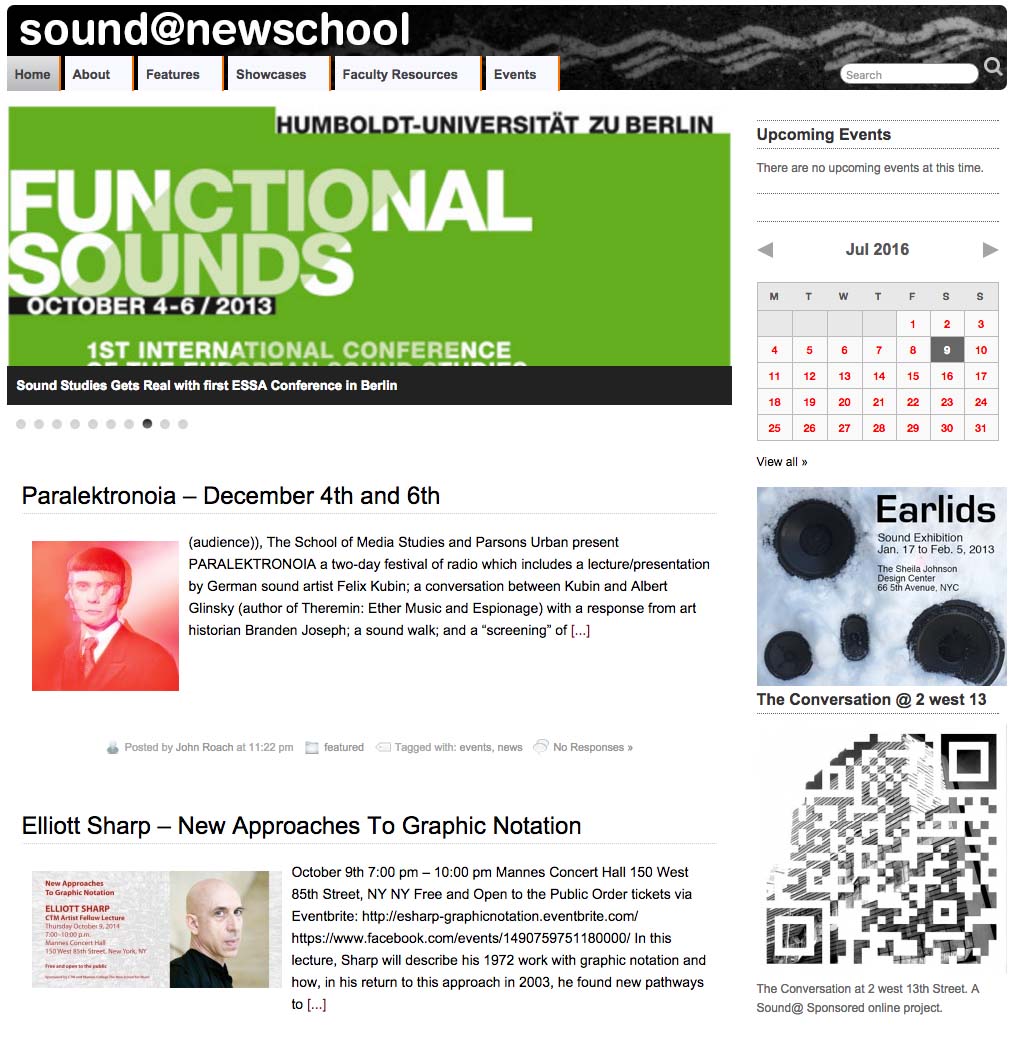 sound@newschool
Home
About
Features
Showcases
Faculty Resources
Events
Search
HUMBOLDT-UNIVERSITÄT ZU BERLIN
FUNCTIONAL
SOUNDS
OCTOBER 4-6 / 2013
1ST INTERNATIONAL CONFERENCE
OF THE EUROPEAN SOUND STUDIES
Sound Studies Gets Real with first ESSA Conference in Berlin
Paralektronoia – December 4th and 6th
(audience)), The School of Media Studies and Parsons Urban present
PARALEKTRONOIA a two-day festival of radio which includes a lecture/presentation
by German sound artist Felix Kubin; a conversation between Kubin and Albert
Glinsky (author of Theremin: Ether Music and Espionage) with a response from art
historian Branden Joseph; a sound walk; and a “screening” of [...]
Posted by John Roach at 11:22 pm
featured
Tagged with: events, news
No Responses »
Elliott Sharp – New Approaches To Graphic Notation
New Approaches
To Graphic Notation
ELLIOTT SHARP
CTM Artist Fellow Lecture
Thursday October 9, 2014
7:00–10:00 p.m.
Mannes Concert Hall
150 West 85th Street, New York, NY
Free and open to the public
October 9th 7:00 pm – 10:00 pm Mannes Concert Hall 150 West
85th Street, NY NY Free and Open to the Public Order tickets via
Eventbrite: http://esharp-graphicnotation.eventbrite.com/
https://www.facebook.com/events/1490759751180000/ In this
lecture, Sharp will describe his 1972 work with graphic notation and
how, in his return to this approach in 2003, he found new pathways
to [...]
Upcoming Events
There are no upcoming events at this time.
Jul 2016
M T W T F S S
1 2 3
4 5 6 7 8 9 10
11 12 13 14 15 16 17
18 19 20 21 22 23 24
25 26 27 28 29 30 31
View all »
Earlids
Sound Exhibition
Jan. 17 to Feb. 5, 2013
The Sheila Johnson
Design Center
66 5th Avenue, NYC
The Conversation @ 2 west 13
The Conversation at 2 west 13th Street. A
Sound@ Sponsored online project.